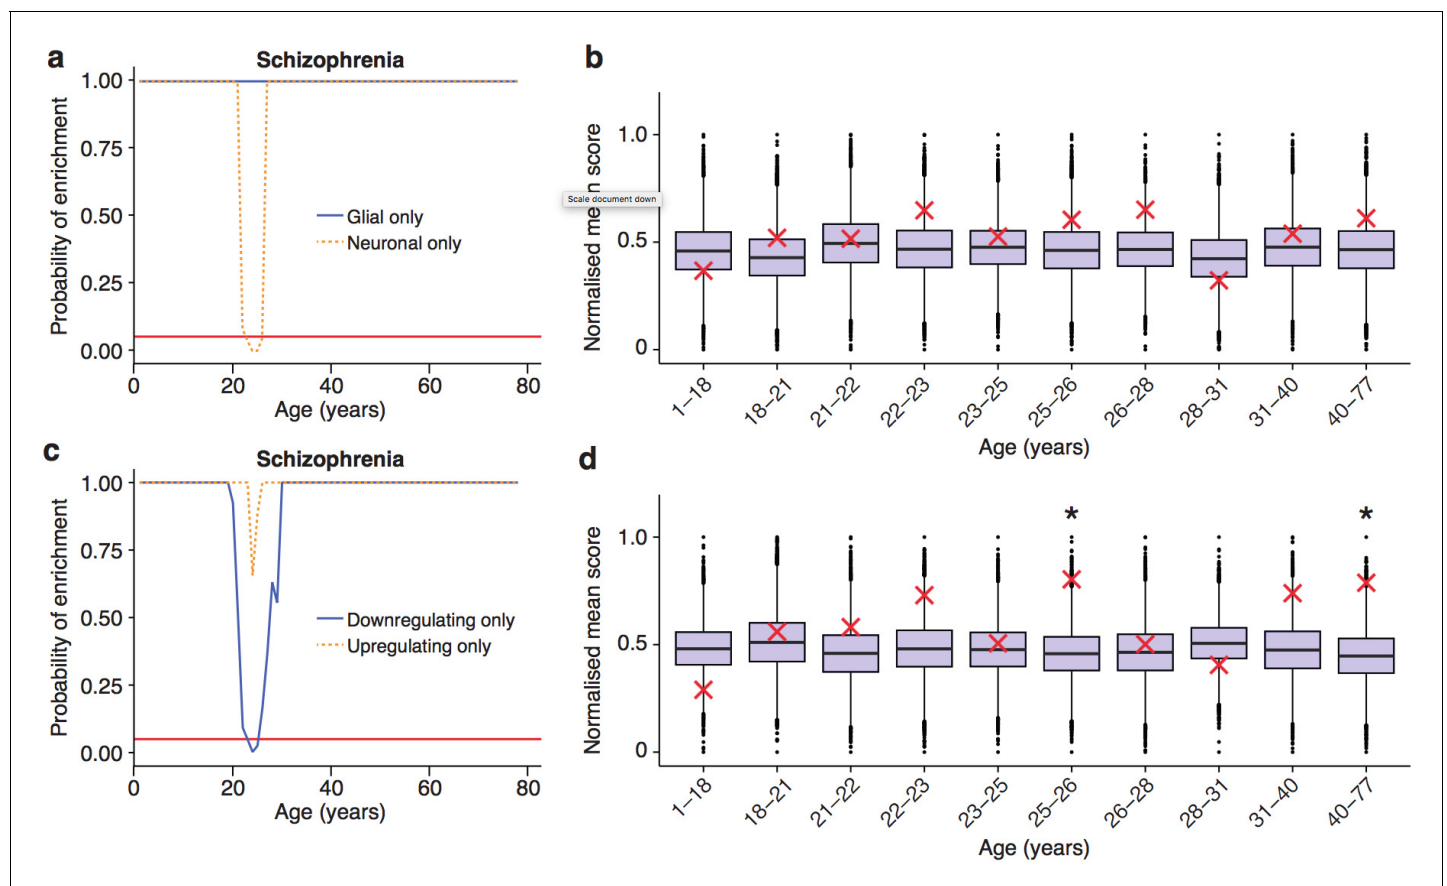 a
Schizophrenia
1.00
0.75
0.50
0.25
0.00
Probability of enrichment
Glial only
Neuronal only
0
20
40
60
80
Age (years)
b
1.0
0.5
0
Normalised mean score
Scale document down
1–18
18–21
21–22
22–23
23–25
25–26
26–28
28–31
31–40
40–77
Age (years)
c
Schizophrenia
1.00
0.75
0.50
0.25
0.00
Probability of enrichment
Downregulating only
Upregulating only
0
20
40
60
80
Age (years)
d
*
*
1.0
0.5
0
Normalised mean score
1–18
18–21
21–22
22–23
23–25
25–26
26–28
28–31
31–40
40–77
Age (years)